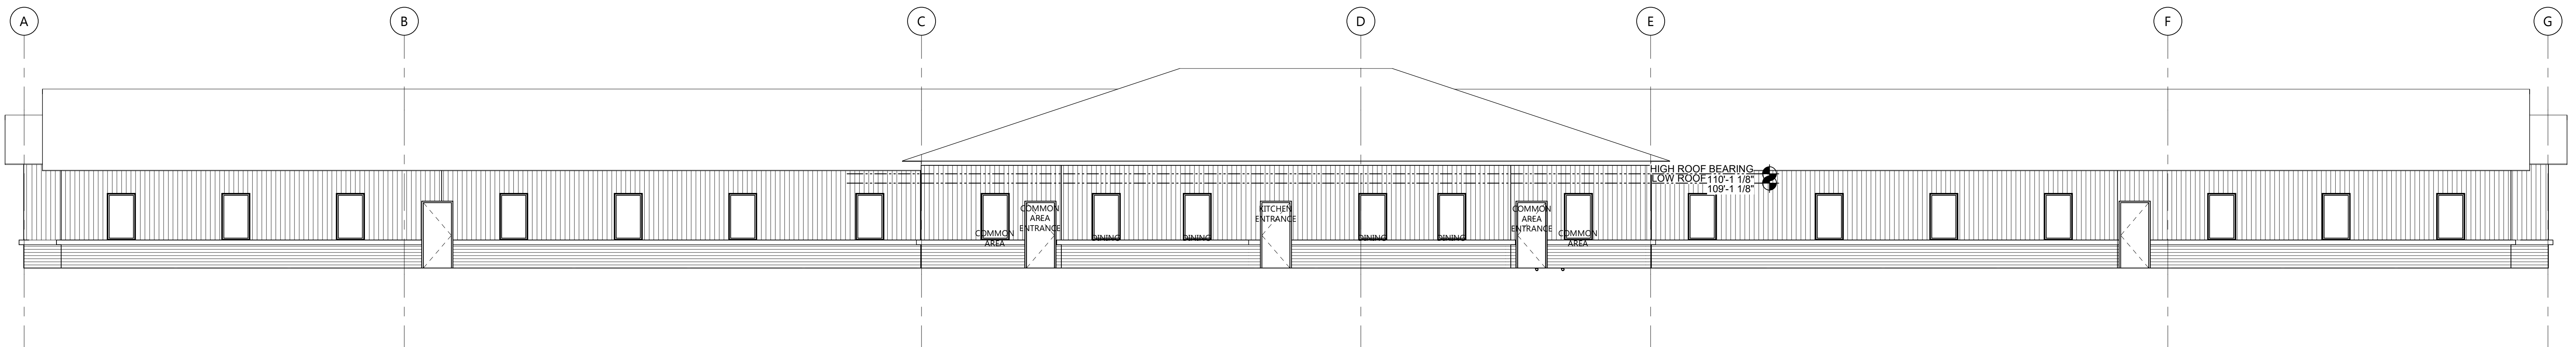 A
B
C
D
E
F
G
HIGH ROOF BEARING
110'-1 1/8"
LOW ROOF
109'-1 1/8"
COMMON
AREA
COMMON
AREA
ENTRANCE
DINING
DINING
KITCHEN
ENTRANCE
DINING
DINING
COMMON
AREA
ENTRANCE
COMMON
AREA